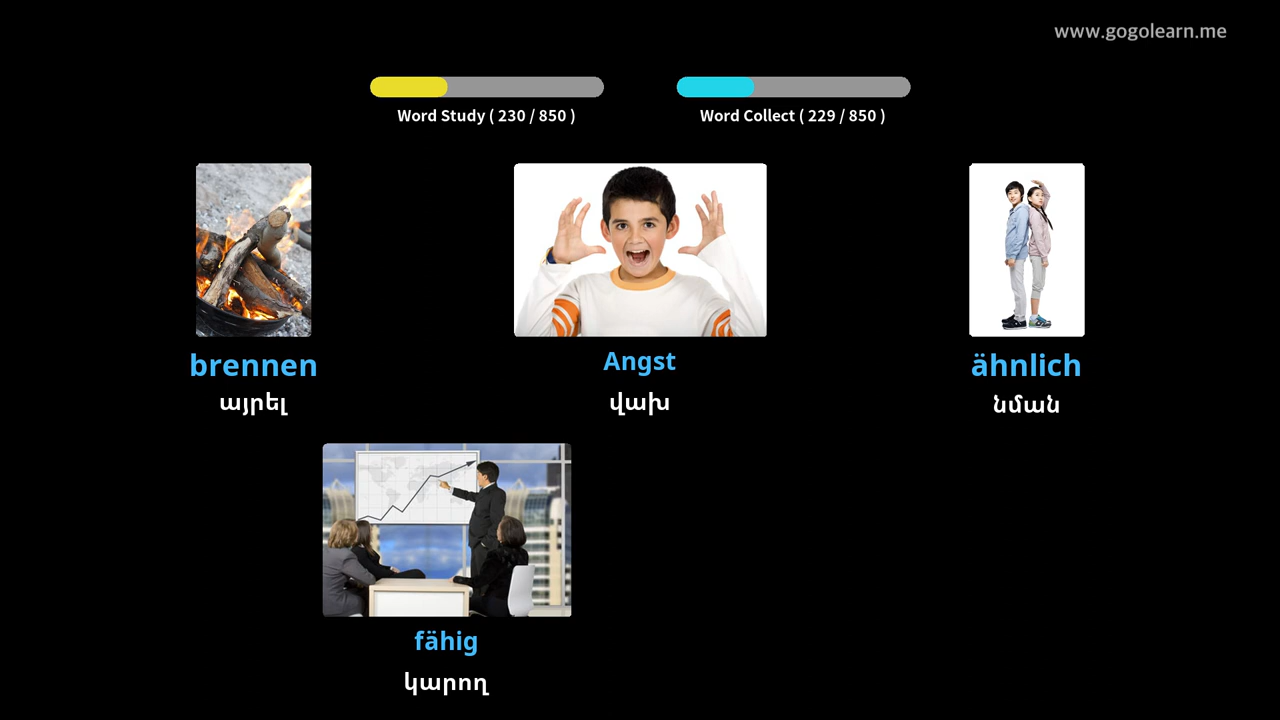 www.gogolearn.me
Word Study ( 230 / 850 )
Word Collect ( 229 / 850 )
brennen
այրել
Angst
վախ
ähnlich
նման
fähig
կարող